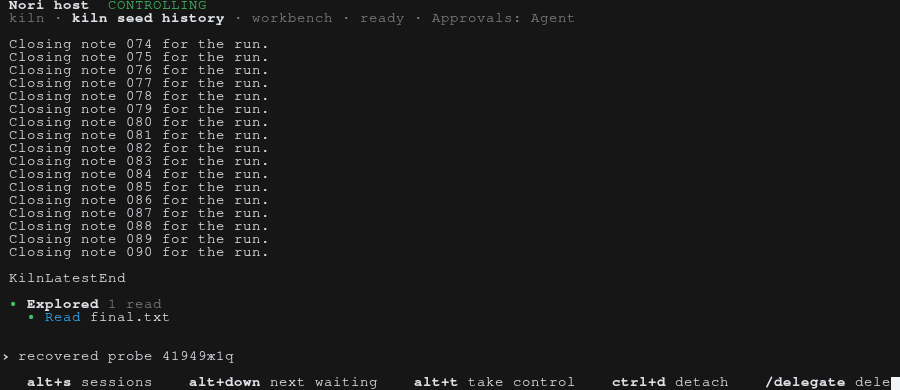 Nori host  CONTROLLING
kiln · kiln seed history · workbench · ready · Approvals: Agent
Closing note 074 for the run.
Closing note 075 for the run.
Closing note 076 for the run.
Closing note 077 for the run.
Closing note 078 for the run.
Closing note 079 for the run.
Closing note 080 for the run.
Closing note 081 for the run.
Closing note 082 for the run.
Closing note 083 for the run.
Closing note 084 for the run.
Closing note 085 for the run.
Closing note 086 for the run.
Closing note 087 for the run.
Closing note 088 for the run.
Closing note 089 for the run.
Closing note 090 for the run.
KilnLatestEnd
• Explored 1 read
• Read final.txt
› recovered probe 41949ж1q
alt+s sessions    alt+down next waiting    alt+t take control    ctrl+d detach    /delegate dele